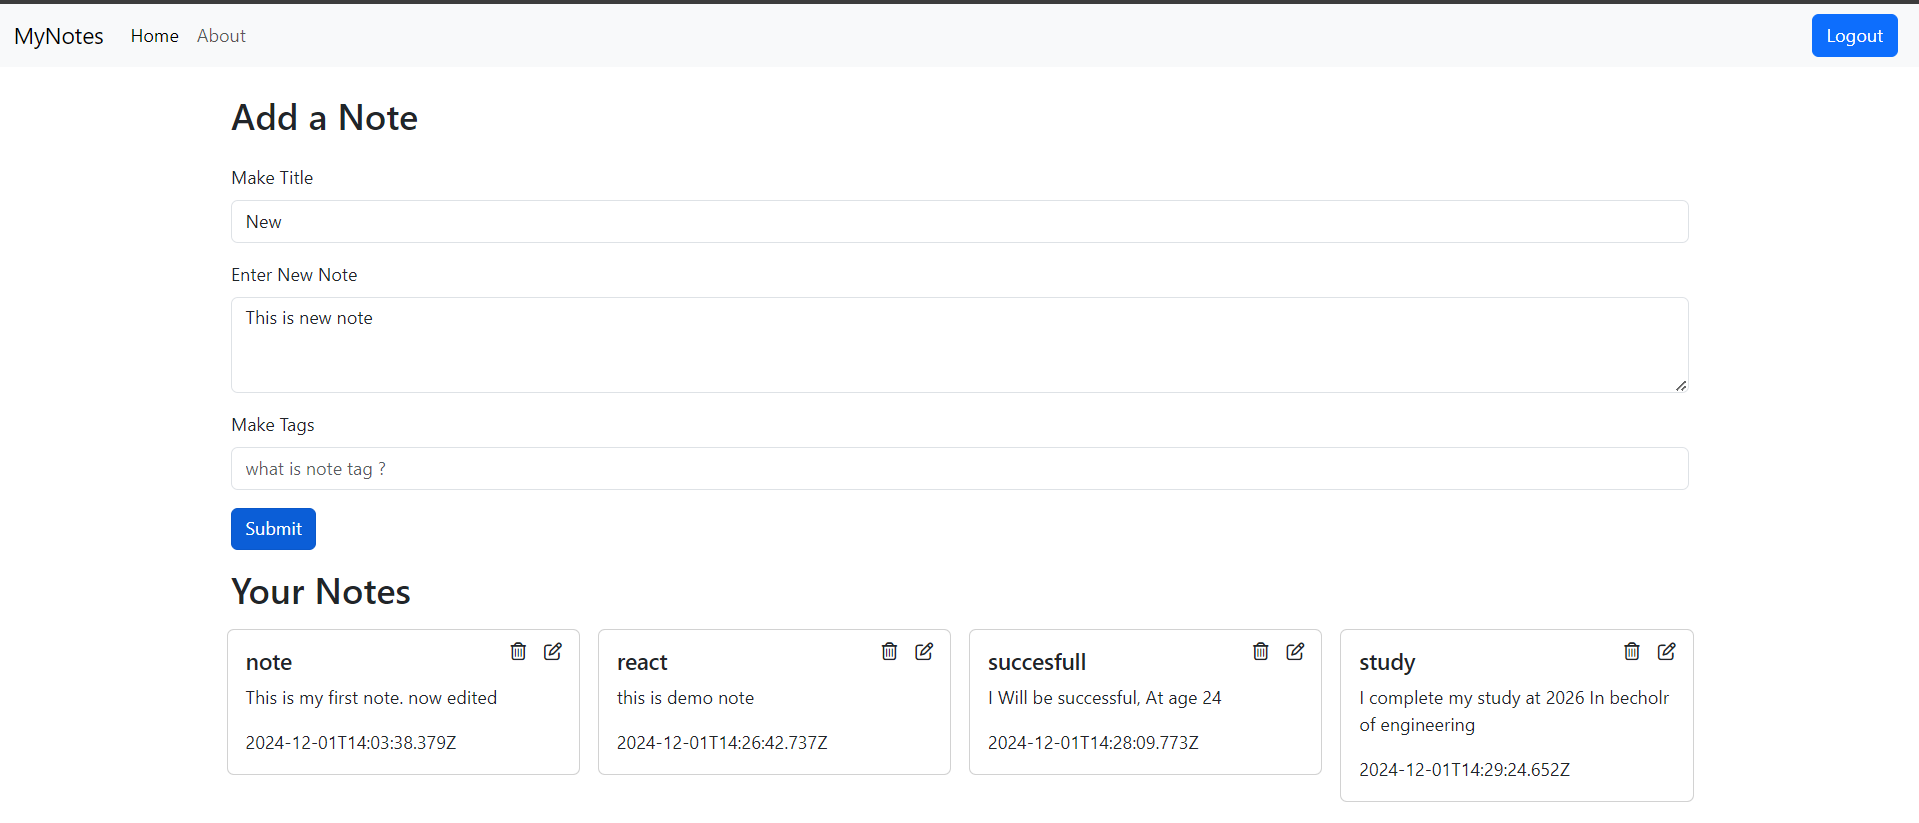 MyNotes Home About Logout
Add a Note
Make Title
New
Enter New Note
This is new note
Make Tags
what is note tag ?
Submit
Your Notes
note
This is my first note. now edited
2024-12-01T14:03:38.379Z
react
this is demo note
2024-12-01T14:26:42.737Z
succesfull
I Will be successful, At age 24
2024-12-01T14:28:09.773Z
study
I complete my study at 2026 In becholr
of engineering
2024-12-01T14:29:24.652Z